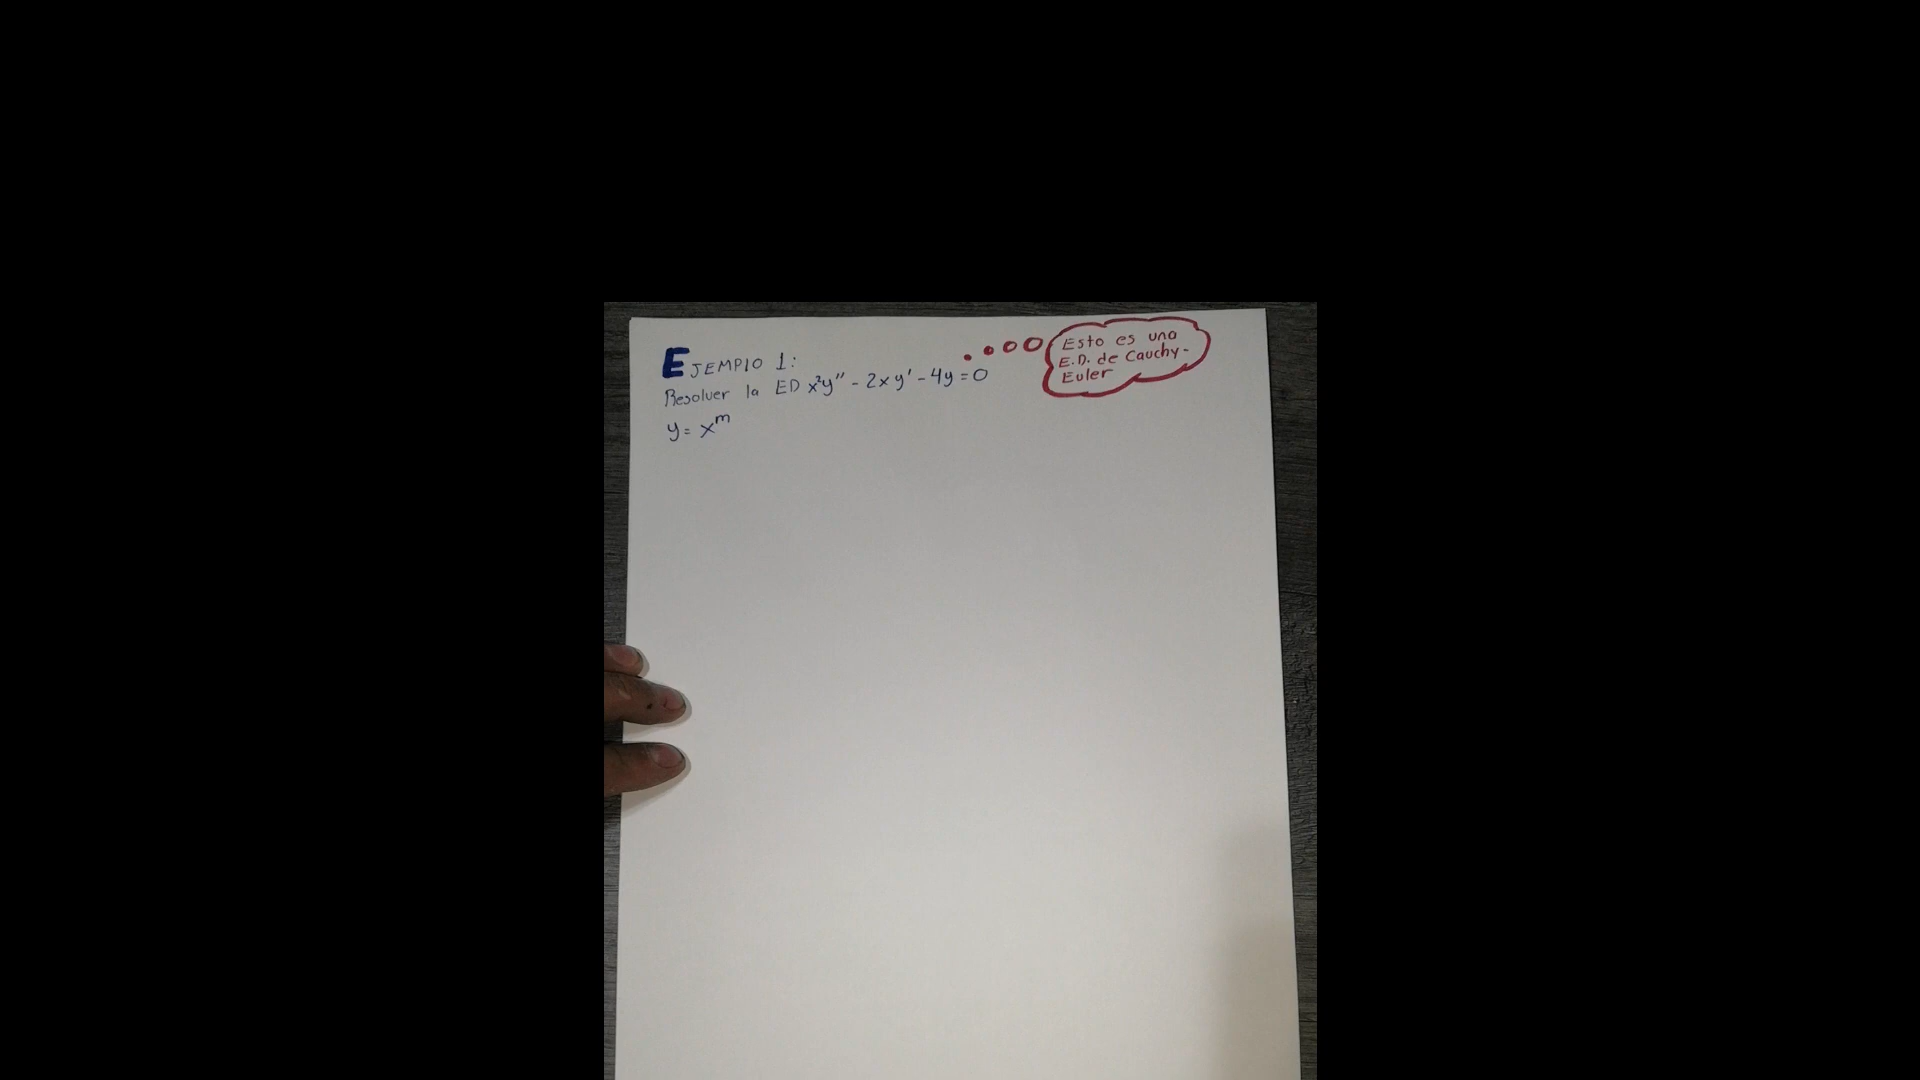 EJEMPlO 1:
Resolver la ED x²y'' - 2xy' - 4y = 0
y = x^m
Esto es una
E.D. de Cauchy-
Euler